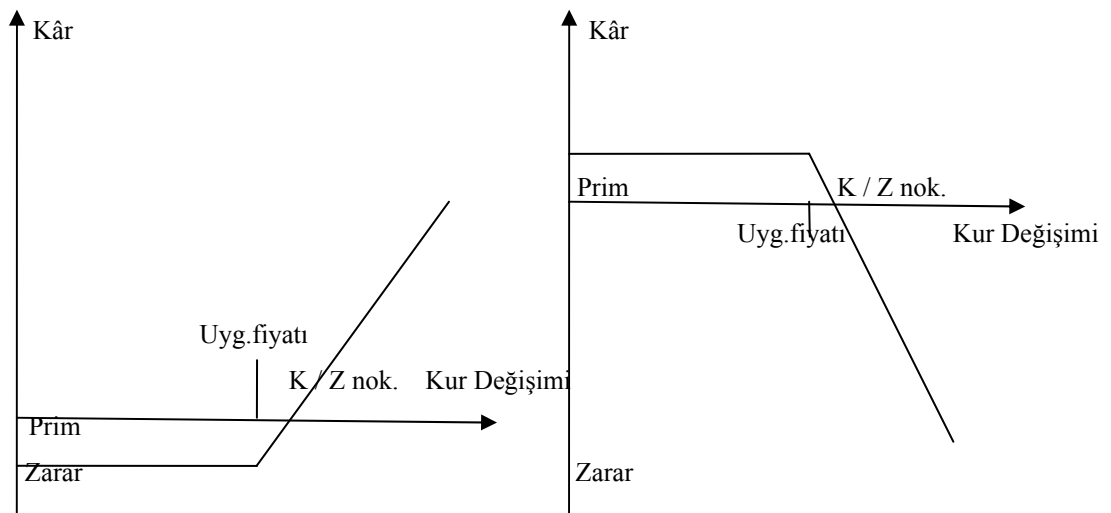 Kâr
Uyg.fiyatı
K / Z nok. Kur Değişimi
Prim
Zarar
Kâr
Prim
K / Z nok.
Uyg.fiyatı
Kur Değişimi
Zarar